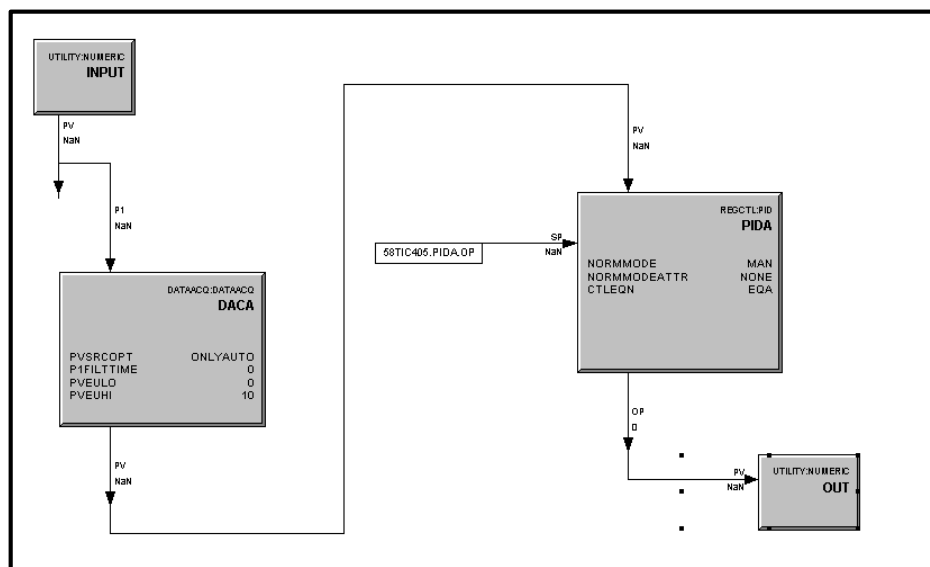 UTILITY:NUMERIC
INPUT
PV
NaN
P1
NaN
DATAACQ:DATAACQ
DACA
PVSRCOPT ONLYAUTO
P1FILTTIME 0
PVEULO 0
PVEUHI 10
PV
NaN
PV
NaN
58TIC405.PIDA.OP
SP
NaN
REGCTL:PID
PIDA
NORMMODE MAN
NORMMODEATTR NONE
CTLEQN EQA
OP
0
PV
NaN
UTILITY:NUMERIC
OUT